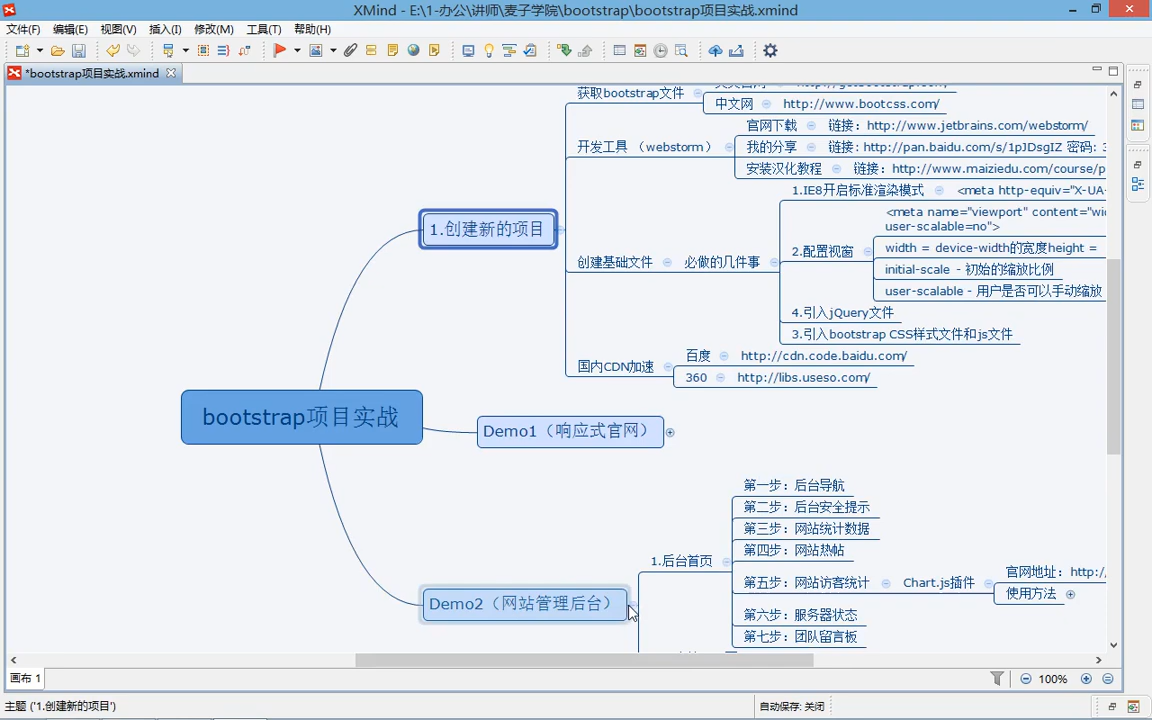 XMind - E:\1-办公\讲师\麦子学院\bootstrap\bootstrap项目实战.xmind
文件(F) 编辑(E) 视图(V) 插入(I) 修改(M) 工具(T) 帮助(H)
*bootstrap项目实战.xmind
获取bootstrap文件
中文网 http://www.bootcss.com/
官网下载 链接：http://www.jetbrains.com/webstorm/
开发工具 （webstorm）
我的分享 链接: http://pan.baidu.com/s/1pJDsgIZ 密码: 3
安装汉化教程 链接：http://www.maiziedu.com/course/p
1.IE8开启标准渲染模式 <meta http-equiv="X-UA-
<meta name="viewport" content="wid
user-scalable=no">
1.创建新的项目
2.配置视窗
width = device-width的宽度height =
创建基础文件 必做的几件事
initial-scale - 初始的缩放比例
user-scalable - 用户是否可以手动缩放
4.引入jQuery文件
3.引入bootstrap CSS样式文件和js文件
国内CDN加速
百度 http://cdn.code.baidu.com/
360 http://libs.useso.com/
bootstrap项目实战
Demo1（响应式官网）
第一步：后台导航
第二步：后台安全提示
第三步：网站统计数据
第四步：网站热帖
1.后台首页
第五步：网站访客统计 Chart.js插件
官网地址：http:/
使用方法
Demo2（网站管理后台）
第六步：服务器状态
第七步：团队留言板
画布 1
100%
主题 ('1.创建新的项目')
自动保存: 关闭